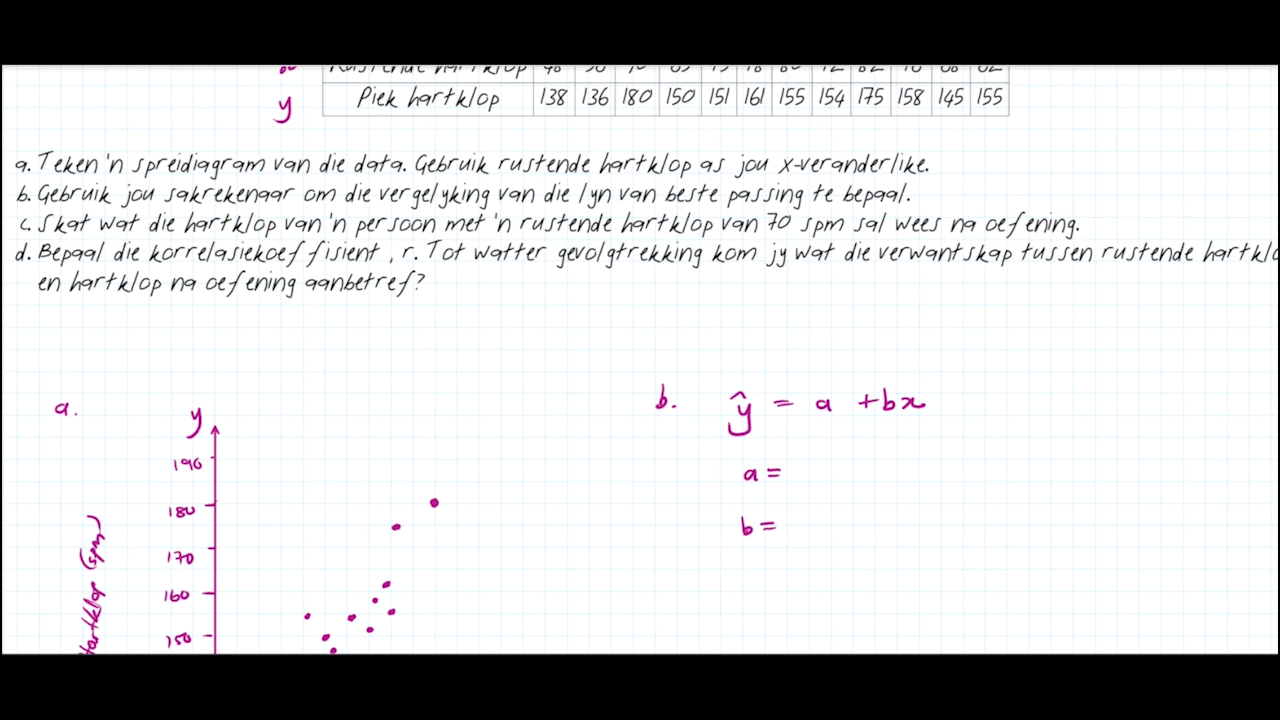 Piek hartklop 138 136 180 150 151 161 155 154 175 158 145 155
y
a. Teken 'n spreidiagram van die data. Gebruik rustende hartklop as jou x-veranderlike.
b. Gebruik jou sakrekenaar om die vergelyking van die lyn van beste passing te bepaal.
c. Skat wat die hartklop van 'n persoon met 'n rustende hartklop van 70 spm sal wees na oefening.
d. Bepaal die korrelasiekoeffisient, r. Tot watter gevolgtrekking kom jy wat die verwantskap tussen rustende
en hartklop na oefening aanbetref?
a.
y
190
180
170
160
150
Hartklop (spm)
b. ŷ = a + bx
a =
b =